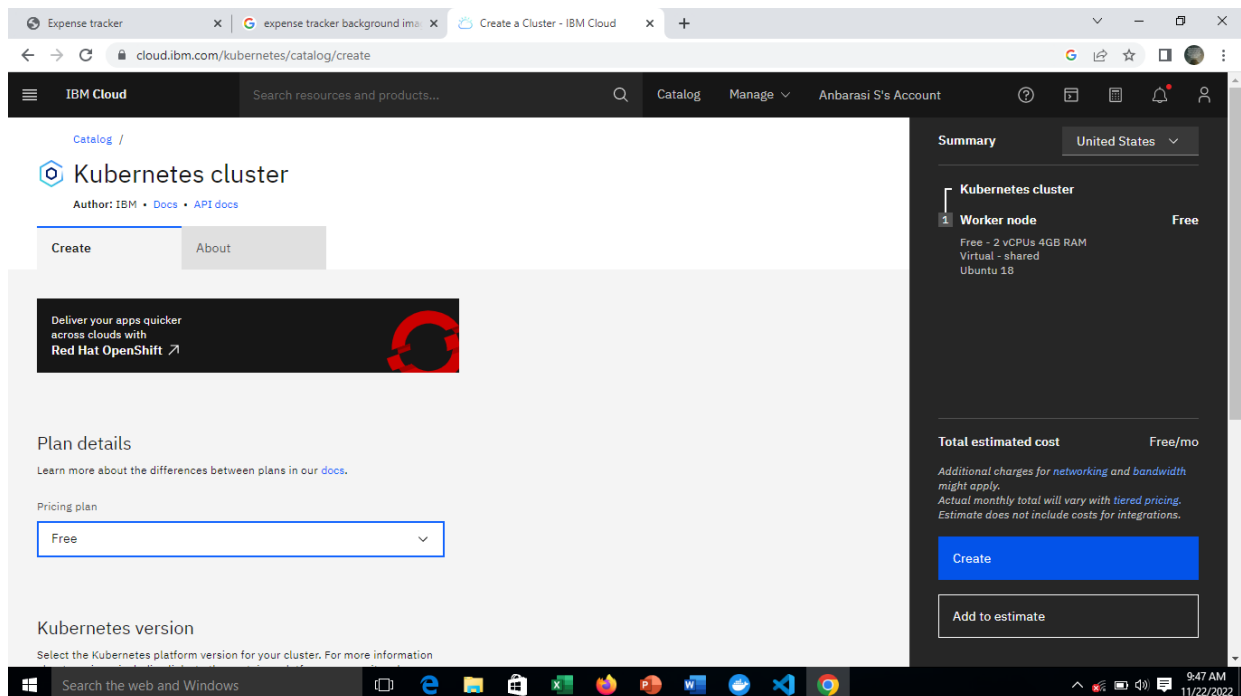 Expense tracker
expense tracker background ima
Create a Cluster - IBM Cloud
cloud.ibm.com/kubernetes/catalog/create
IBM Cloud
Search resources and products...
Catalog
Manage
Anbarasi S's Account
Catalog /
Kubernetes cluster
Author: IBM • Docs • API docs
Create
About
Deliver your apps quicker
across clouds with
Red Hat OpenShift
Plan details
Learn more about the differences between plans in our docs.
Pricing plan
Free
Kubernetes version
Select the Kubernetes platform version for your cluster. For more information
Summary
United States
Kubernetes cluster
1 Worker node Free
Free - 2 vCPUs 4GB RAM
Virtual - shared
Ubuntu 18
Total estimated cost Free/mo
Additional charges for networking and bandwidth
might apply.
Actual monthly total will vary with tiered pricing.
Estimate does not include costs for integrations.
Create
Add to estimate
Search the web and Windows
9:47 AM
11/22/2022